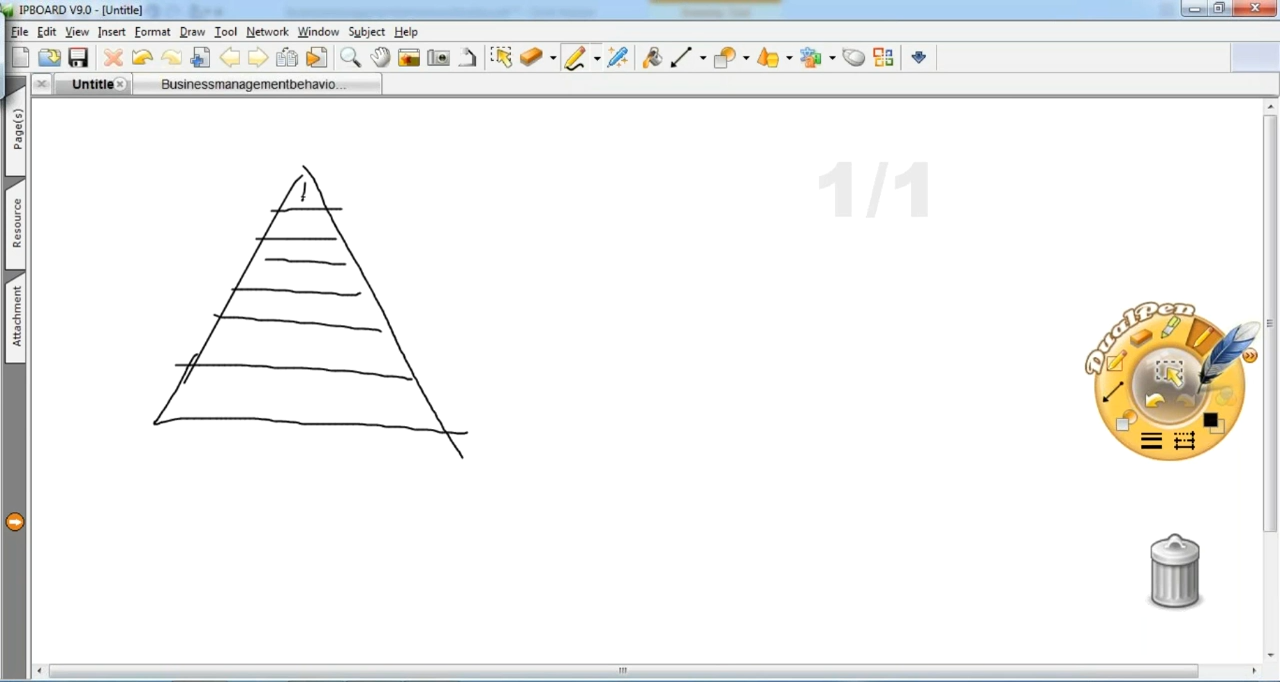 IPBOARD V9.0 - [Untitle]
File Edit View Insert Format Draw Tool Network Window Subject Help
Untitle Businessmanagementbehavio...
Page(s)
Resource
Attachment
1
1/1
DualPen